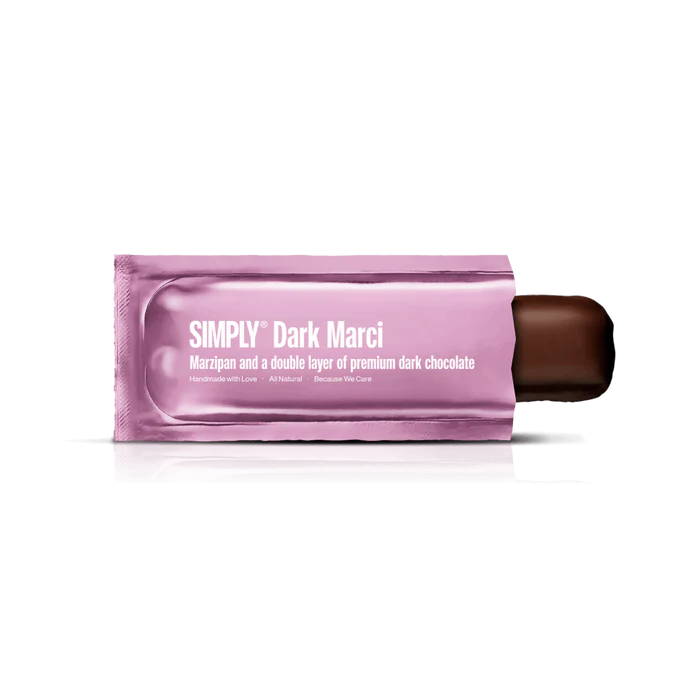 SIMPLY® Dark Marci
Marzipan and a double layer of premium dark chocolate
Handmade with Love · All Natural · Because We Care